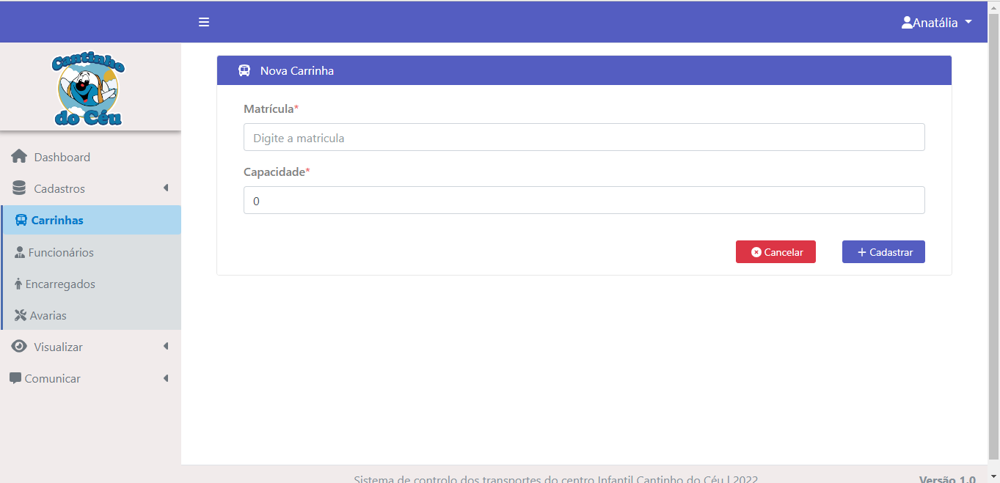 Anatália
Cantinho
do Céu
Nova Carrinha
Matrícula*
Digite a matricula
Capacidade*
0
Cancelar
Cadastrar
Dashboard
Cadastros
Carrinhas
Funcionários
Encarregados
Avarias
Visualizar
Comunicar
Sistema de controlo dos transportes do centro Infantil Cantinho do Céu | 2022
Versão 1.0